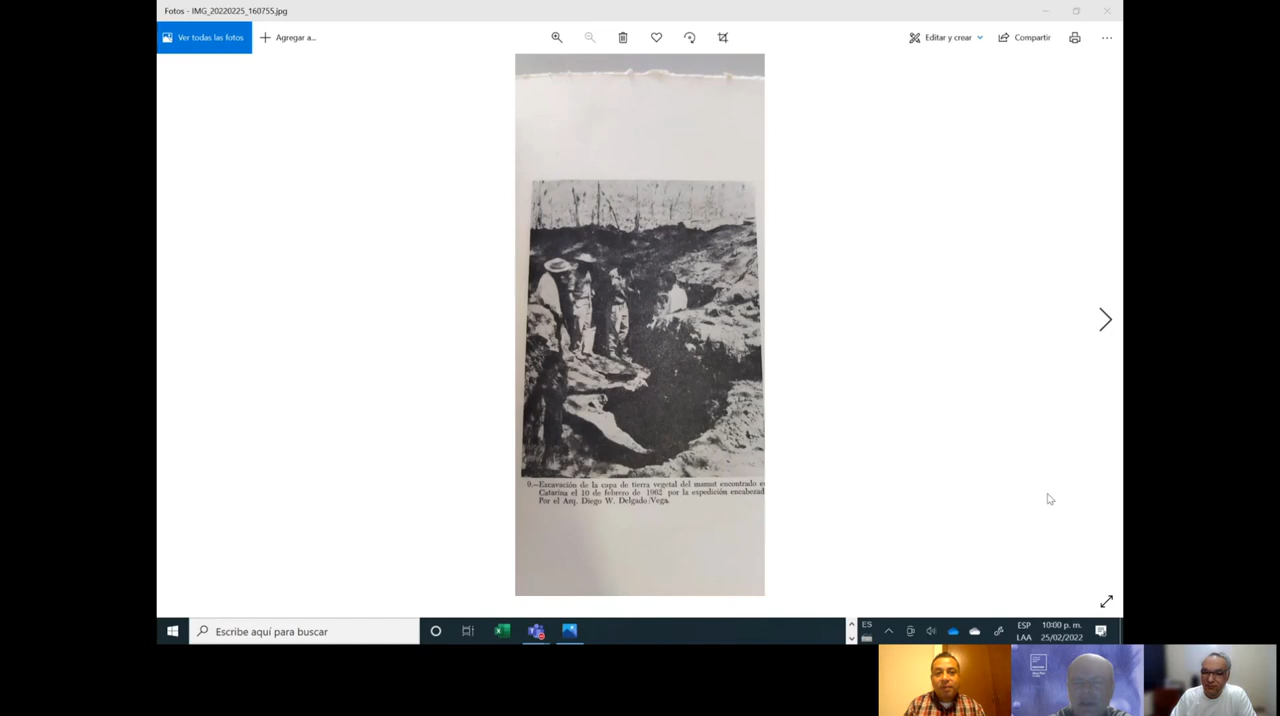 Fotos - IMG_20220225_160755.jpg
Ver todas las fotos
Agregar a...
Editar y crear
Compartir
9.—Excavación de la capa de tierra vegetal del mamut encontrado e
Catarina el 10 de febrero de 1962 por la expedición encabezad
Por el Arq. Diego W. Delgado Vega.
Escribe aquí para buscar
ES
ESP
LAA
10:00 p. m.
25/02/2022